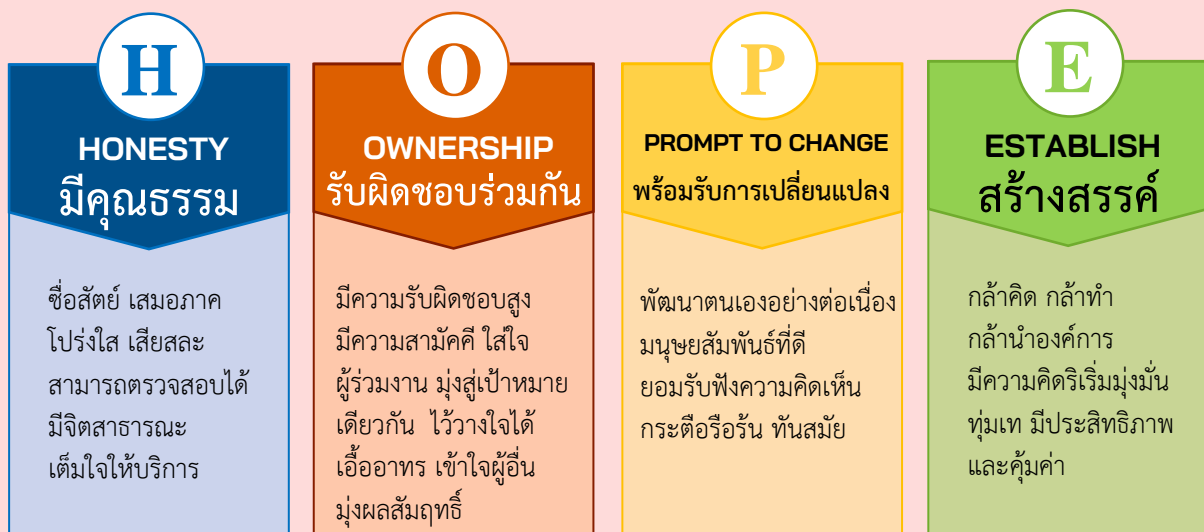 H
HONESTY
มีคุณธรรม
ซื่อสัตย์ เสมอภาค
โปร่งใส เสียสละ
สามารถตรวจสอบได้
มีจิตสาธารณะ
เต็มใจให้บริการ
O
OWNERSHIP
รับผิดชอบร่วมกัน
มีความรับผิดชอบสูง
มีความสามัคคี ใส่ใจ
ผู้ร่วมงาน มุ่งสู่เป้าหมาย
เดียวกัน ไว้วางใจได้
เอื้ออาทร เข้าใจผู้อื่น
มุ่งผลสัมฤทธิ์
P
PROMPT TO CHANGE
พร้อมรับการเปลี่ยนแปลง
พัฒนาตนเองอย่างต่อเนื่อง
มนุษยสัมพันธ์ที่ดี
ยอมรับฟังความคิดเห็น
กระตือรือร้น ทันสมัย
E
ESTABLISH
สร้างสรรค์
กล้าคิด กล้าทำ
กล้านำองค์การ
มีความคิดริเริ่มมุ่งมั่น
ทุ่มเท มีประสิทธิภาพ
และคุ้มค่า